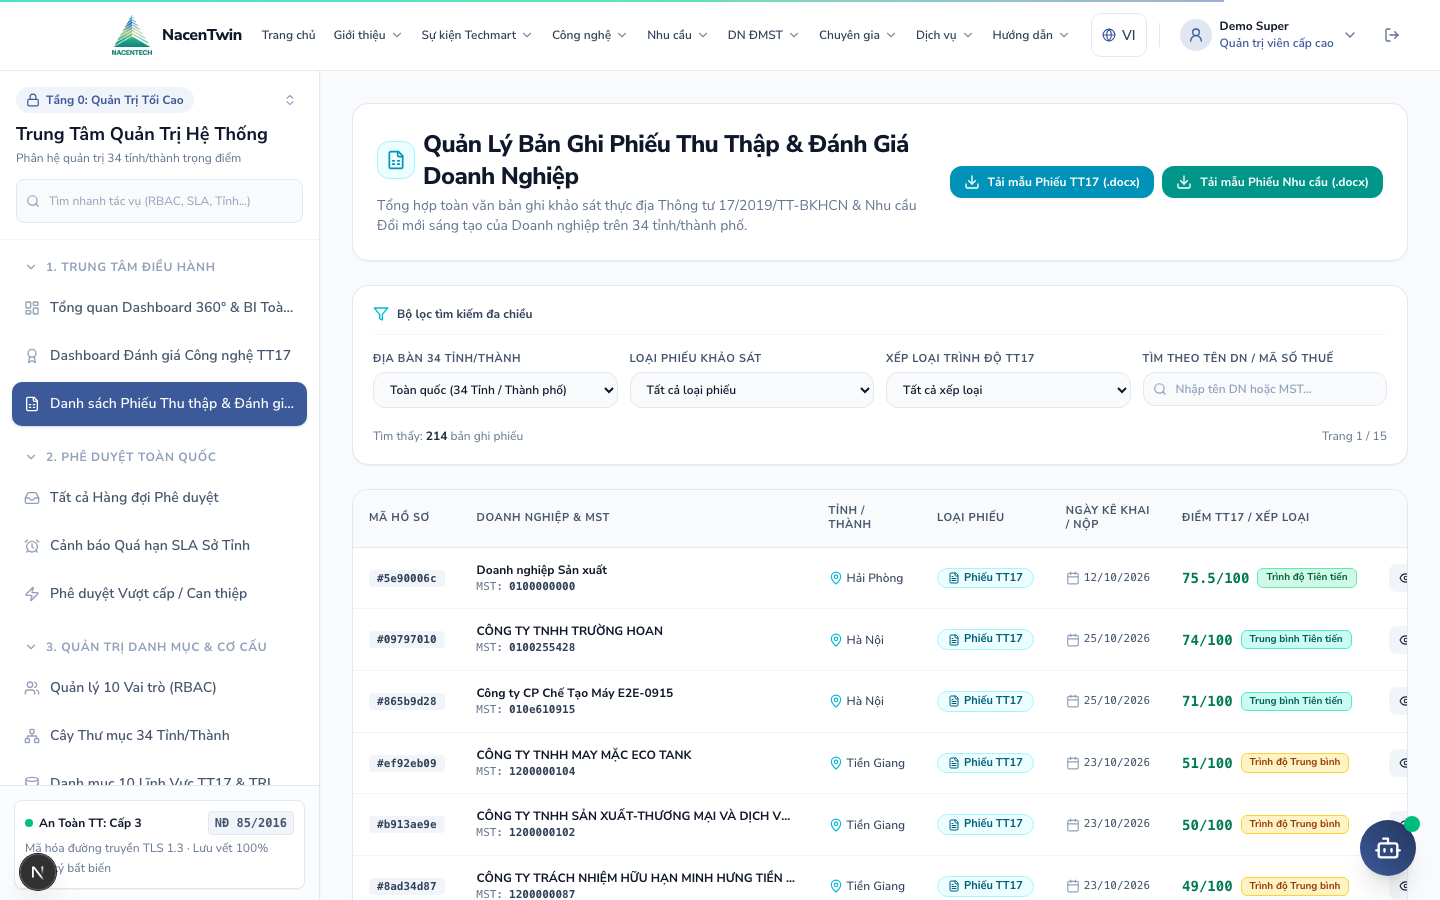 NACENTECH
NacenTwin
Trang chủ
Giới thiệu
Sự kiện Techmart
Công nghệ
Nhu cầu
DN ĐMST
Chuyên gia
Dịch vụ
Hướng dẫn
VI
Demo Super
Quản trị viên cấp cao
Tầng 0: Quản Trị Tối Cao
Trung Tâm Quản Trị Hệ Thống
Phân hệ quản trị 34 tỉnh/thành trọng điểm
Tìm nhanh tác vụ (RBAC, SLA, Tỉnh...)
1. TRUNG TÂM ĐIỀU HÀNH
Tổng quan Dashboard 360° & BI Toà...
Dashboard Đánh giá Công nghệ TT17
Danh sách Phiếu Thu thập & Đánh gi...
2. PHÊ DUYỆT TOÀN QUỐC
Tất cả Hàng đợi Phê duyệt
Cảnh báo Quá hạn SLA Sở Tỉnh
Phê duyệt Vượt cấp / Can thiệp
3. QUẢN TRỊ DANH MỤC & CƠ CẤU
Quản lý 10 Vai trò (RBAC)
Cây Thư mục 34 Tỉnh/Thành
Danh mục 10 Lĩnh Vực TT17 & TRL
An Toàn TT: Cấp 3
NĐ 85/2016
Mã hóa đường truyền TLS 1.3 · Lưu vết 100%
ý bất biến
N
Quản Lý Bản Ghi Phiếu Thu Thập & Đánh Giá
Doanh Nghiệp
Tổng hợp toàn văn bản ghi khảo sát thực địa Thông tư 17/2019/TT-BKHCN & Nhu cầu
Đổi mới sáng tạo của Doanh nghiệp trên 34 tỉnh/thành phố.
Tải mẫu Phiếu TT17 (.docx)
Tải mẫu Phiếu Nhu cầu (.docx)
Bộ lọc tìm kiếm đa chiều
ĐỊA BÀN 34 TỈNH/THÀNH
LOẠI PHIẾU KHẢO SÁT
XẾP LOẠI TRÌNH ĐỘ TT17
TÌM THEO TÊN DN / MÃ SỐ THUẾ
Toàn quốc (34 Tỉnh / Thành phố)
Tất cả loại phiếu
Tất cả xếp loại
Nhập tên DN hoặc MST...
Tìm thấy: 214 bản ghi phiếu
Trang 1 / 15
MÃ HỒ SƠ
DOANH NGHIỆP & MST
TỈNH / THÀNH
LOẠI PHIẾU
NGÀY KÊ KHAI / NỘP
ĐIỂM TT17 / XẾP LOẠI
#5e90006c
Doanh nghiệp Sản xuất
MST: 0100000000
Hải Phòng
Phiếu TT17
12/10/2026
75.5/100
Trình độ Tiên tiến
#09797010
CÔNG TY TNHH TRƯỜNG HOAN
MST: 0100255428
Hà Nội
Phiếu TT17
25/10/2026
74/100
Trung bình Tiên tiến
#865b9d28
Công ty CP Chế Tạo Máy E2E-0915
MST: 010e610915
Hà Nội
Phiếu TT17
25/10/2026
71/100
Trung bình Tiên tiến
#ef92eb09
CÔNG TY TNHH MAY MẶC ECO TANK
MST: 1200000104
Tiền Giang
Phiếu TT17
23/10/2026
51/100
Trình độ Trung bình
#b913ae9e
CÔNG TY TNHH SẢN XUẤT-THƯƠNG MẠI VÀ DỊCH V...
MST: 1200000102
Tiền Giang
Phiếu TT17
23/10/2026
50/100
Trình độ Trung bình
#8ad34d87
CÔNG TY TRÁCH NHIỆM HỮU HẠN MINH HƯNG TIỀN ...
MST: 1200000087
Tiền Giang
Phiếu TT17
23/10/2026
49/100
Trình độ Trung bình